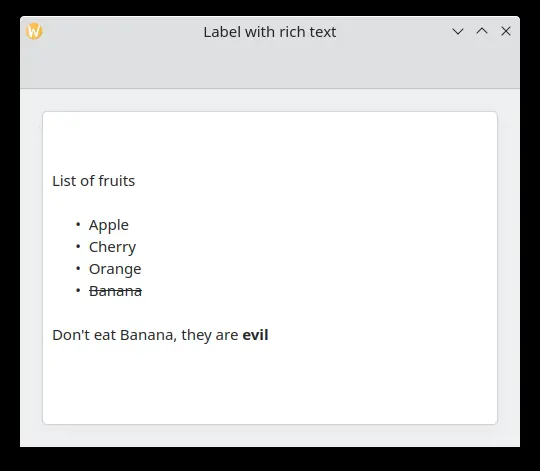 Label with rich text
List of fruits
• Apple
• Cherry
• Orange
• Banana
Don't eat Banana, they are evil